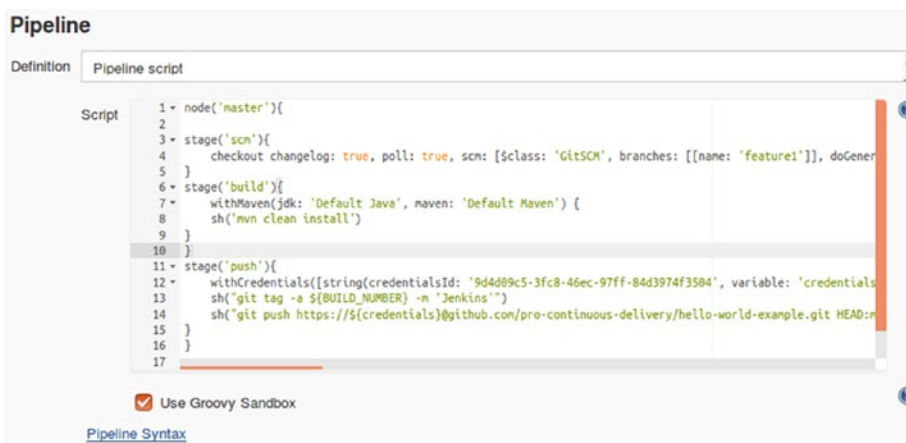 Pipeline
Definition Pipeline script
Script
1 node('master'){
2
3 stage('scm'){
4 checkout changelog: true, poll: true, scm: [$class: 'GitSCM', branches: [[name: 'feature1']], doGener
5 }
6 stage('build'){
7 withMaven(jdk: 'Default Java', maven: 'Default Maven') {
8 sh('mvn clean install')
9 }
10 }
11 stage('push'){
12 withCredentials([string(credentialsId: '9d4d09c5-3fc8-46ec-97ff-84d3974f3504', variable: 'credentials
13 sh("git tag -a ${BUILD_NUMBER} -m 'Jenkins'")
14 sh("git push https://${credentials}@github.com/pro-continuous-delivery/hello-world-example.git HEAD:m
15 }
16 }
17
Use Groovy Sandbox
Pipeline Syntax